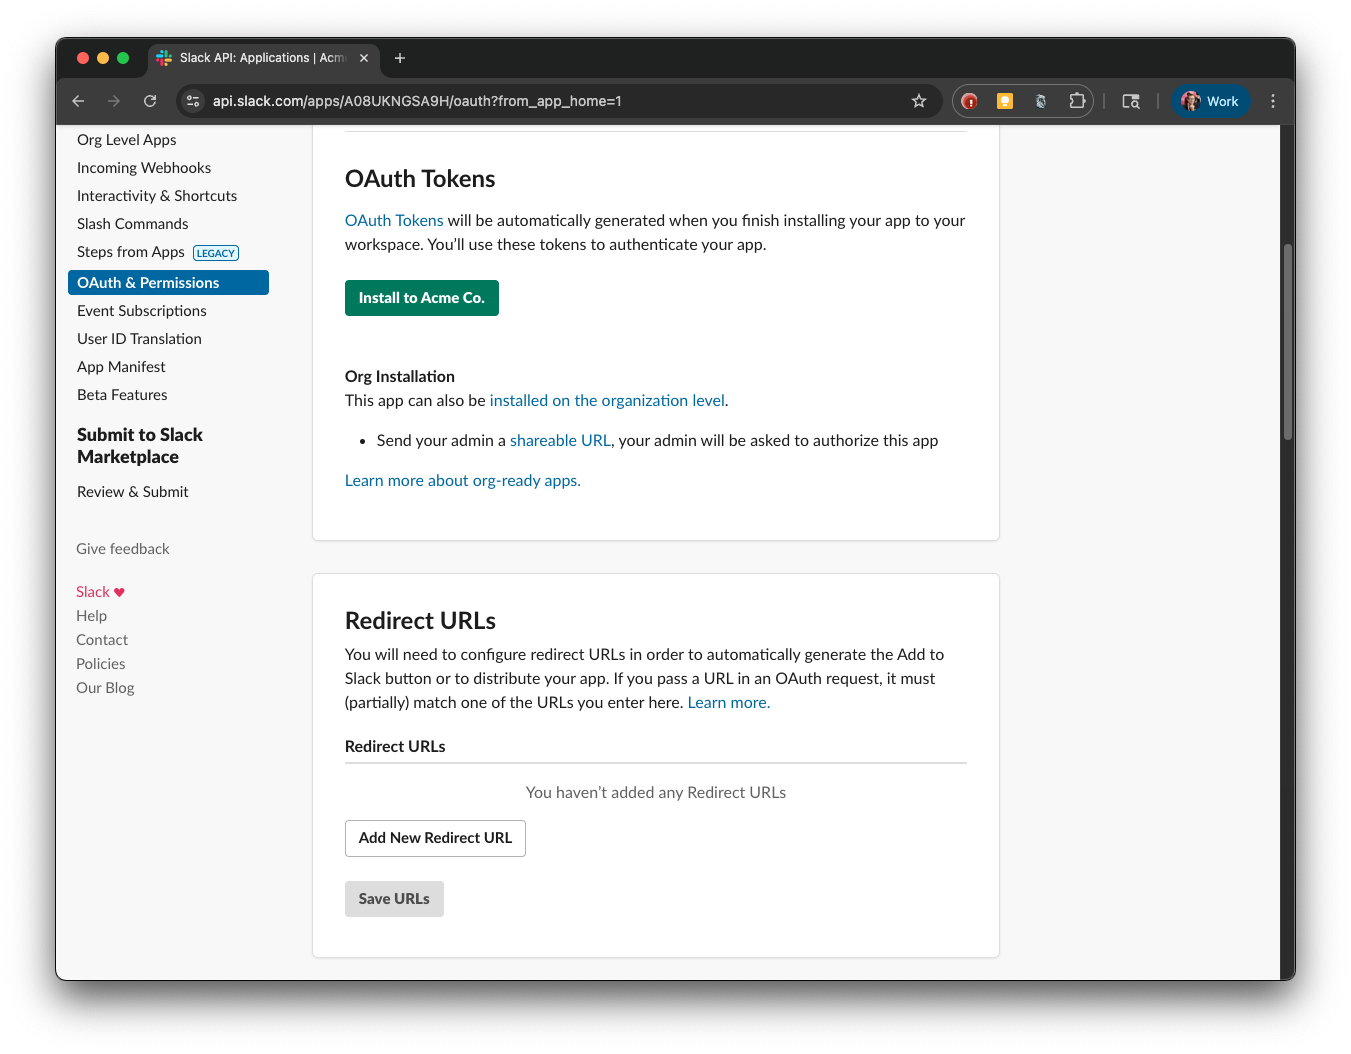 Slack API: Applications | Acm
api.slack.com/apps/A08UKNGSA9H/oauth?from_app_home=1
Work
Org Level Apps
Incoming Webhooks
Interactivity & Shortcuts
Slash Commands
Steps from Apps LEGACY
OAuth & Permissions
Event Subscriptions
User ID Translation
App Manifest
Beta Features
Submit to Slack
Marketplace
Review & Submit
Give feedback
Slack ♥
Help
Contact
Policies
Our Blog
OAuth Tokens
OAuth Tokens will be automatically generated when you finish installing your app to your
workspace. You’ll use these tokens to authenticate your app.
Install to Acme Co.
Org Installation
This app can also be installed on the organization level.
• Send your admin a shareable URL, your admin will be asked to authorize this app
Learn more about org-ready apps.
Redirect URLs
You will need to configure redirect URLs in order to automatically generate the Add to
Slack button or to distribute your app. If you pass a URL in an OAuth request, it must
(partially) match one of the URLs you enter here. Learn more.
Redirect URLs
You haven’t added any Redirect URLs
Add New Redirect URL
Save URLs